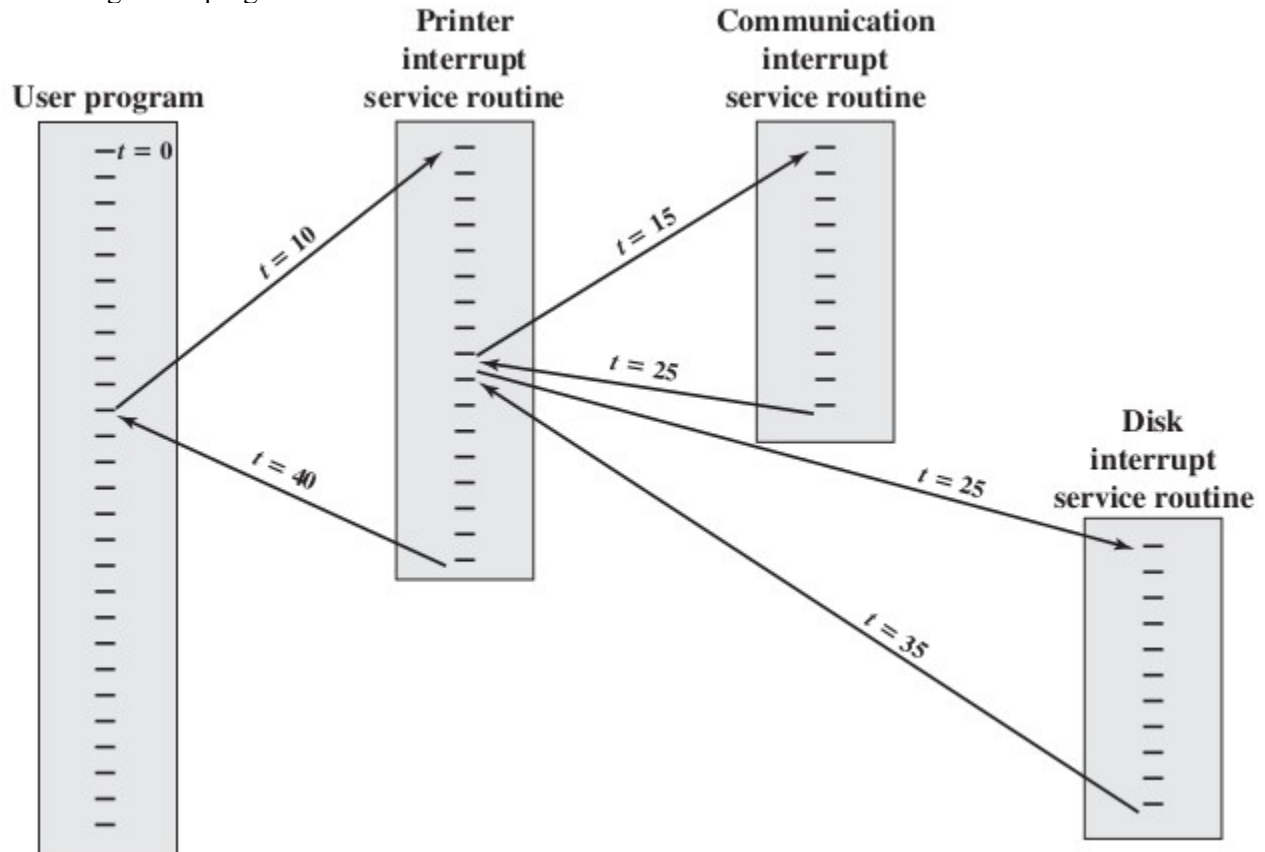 Printer
interrupt
service routine
Communication
interrupt
service routine
User program
t = 0
t = 10
t = 15
t = 25
t = 40
t = 25
Disk
interrupt
service routine
t = 35